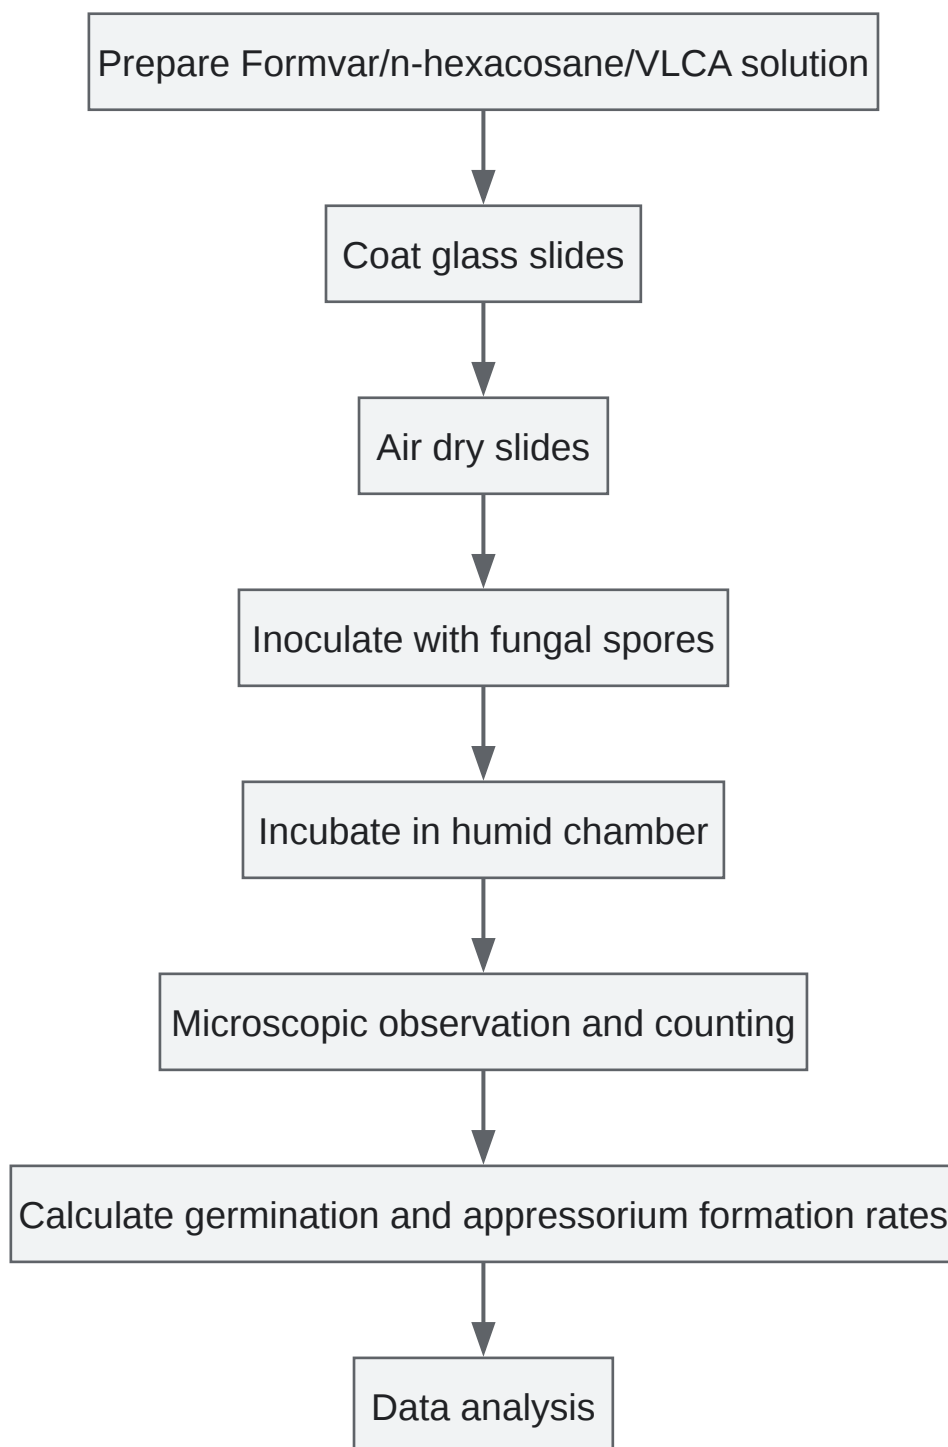 Prepare Formvar/n-hexacosane/VLCA solution
Coat glass slides
Air dry slides
Inoculate with fungal spores
Incubate in humid chamber
Microscopic observation and counting
Calculate germination and appressorium formation rates
Data analysis